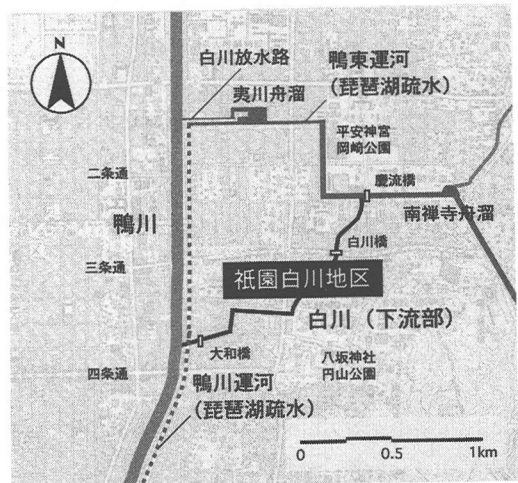 N
白川放水路
鴨東運河
(琵琶湖疏水)
夷川舟溜
平安神宮
岡崎公園
二条通
慶流橋
南禅寺舟溜
鴨川
白川橋
三条通
祇園白川地区
白川(下流部)
大和橋
八坂神社
円山公園
四条通
鴨川運河
(琵琶湖疏水)
0
0.5
1km